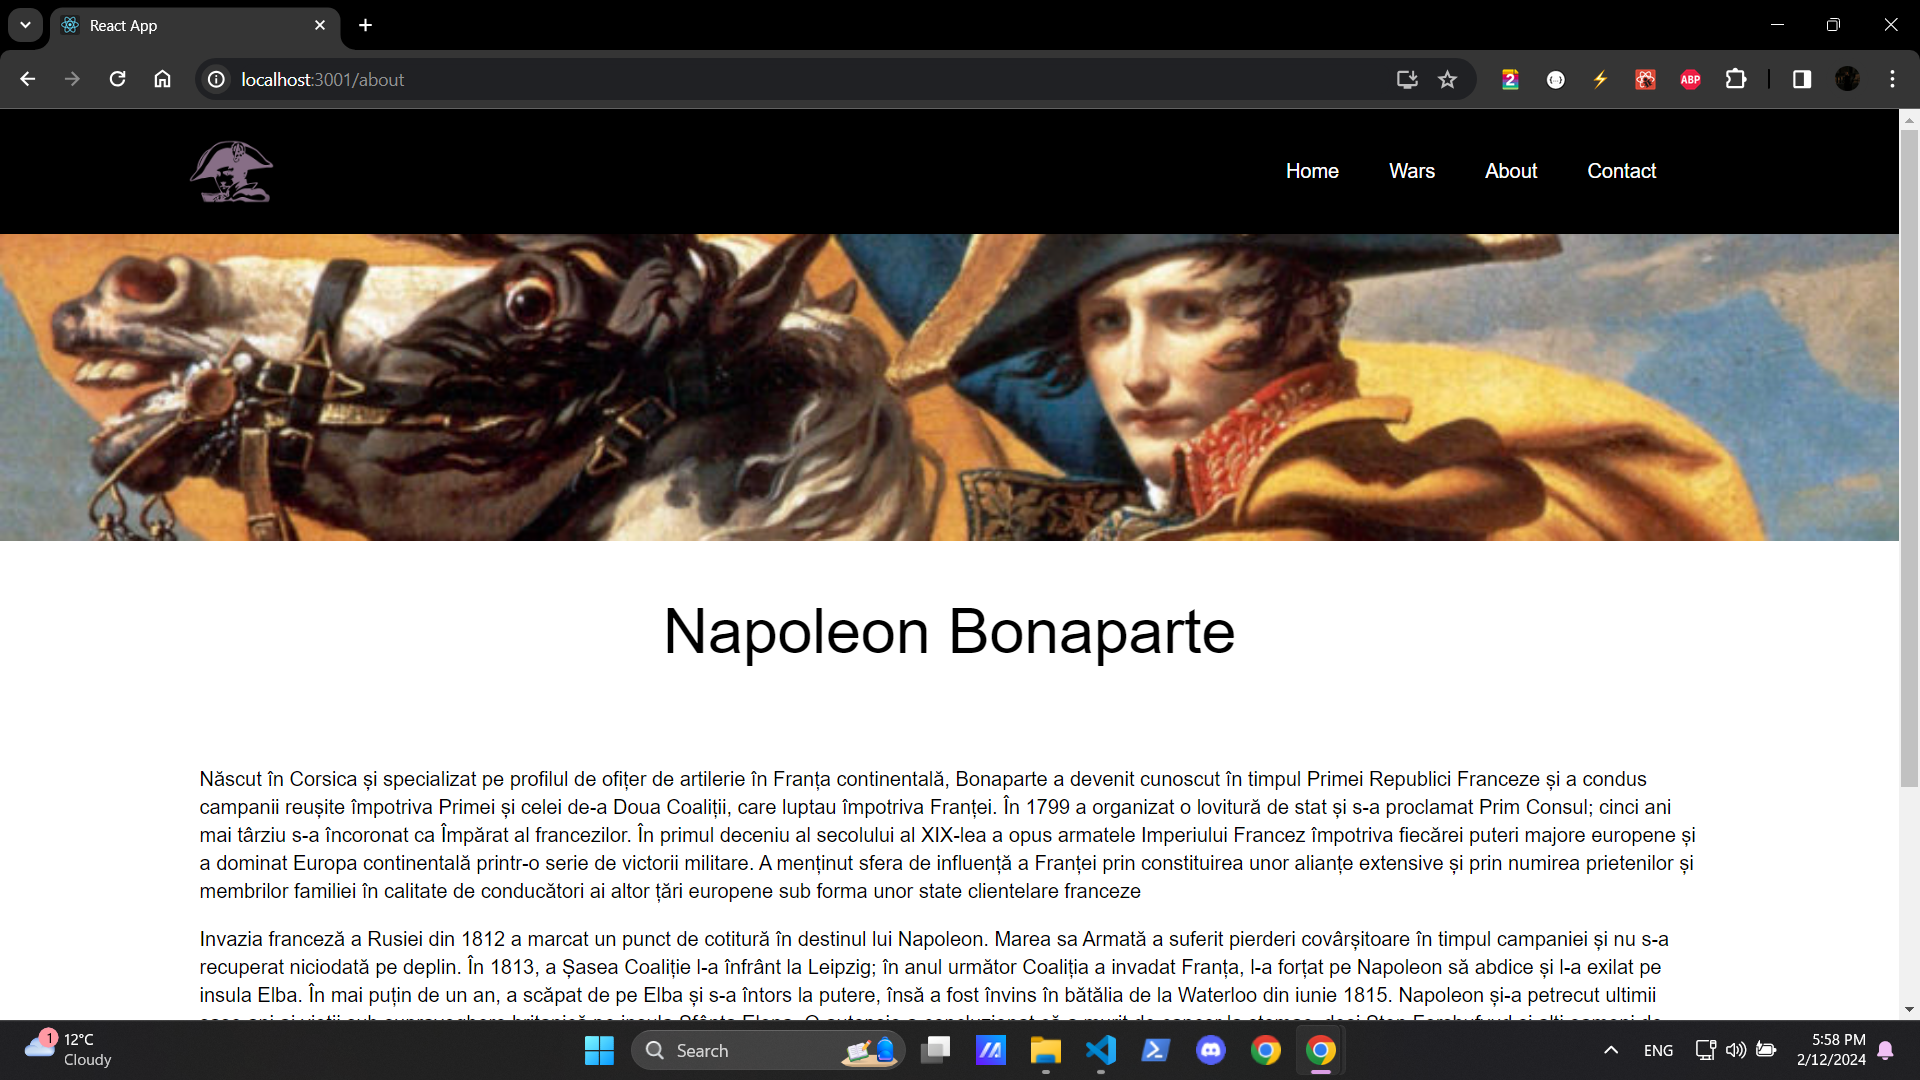 React App
localhost:3001/about
2
ABP
Home
Wars
About
Contact
Napoleon Bonaparte
Născut în Corsica și specializat pe profilul de ofițer de artilerie în Franța continentală, Bonaparte a devenit cunoscut în timpul Primei Republici Franceze și a condus
campanii reușite împotriva Primei și celei de-a Doua Coaliții, care luptau împotriva Franței. În 1799 a organizat o lovitură de stat și s-a proclamat Prim Consul; cinci ani
mai târziu s-a încoronat ca Împărat al francezilor. În primul deceniu al secolului al XIX-lea a opus armatele Imperiului Francez împotriva fiecărei puteri majore europene și
a dominat Europa continentală printr-o serie de victorii militare. A menținut sfera de influență a Franței prin constituirea unor alianțe extensive și prin numirea prietenilor și
membrilor familiei în calitate de conducători ai altor țări europene sub forma unor state clientelare franceze
Invazia franceză a Rusiei din 1812 a marcat un punct de cotitură în destinul lui Napoleon. Marea sa Armată a suferit pierderi covârșitoare în timpul campaniei și nu s-a
recuperat niciodată pe deplin. În 1813, a Șasea Coaliție l-a înfrânt la Leipzig; în anul următor Coaliția a invadat Franța, l-a forțat pe Napoleon să abdice și l-a exilat pe
insula Elba. În mai puțin de un an, a scăpat de pe Elba și s-a întors la putere, însă a fost învins în bătălia de la Waterloo din iunie 1815. Napoleon și-a petrecut ultimii
1
12°C
Cloudy
Search
ENG
5:58 PM
2/12/2024